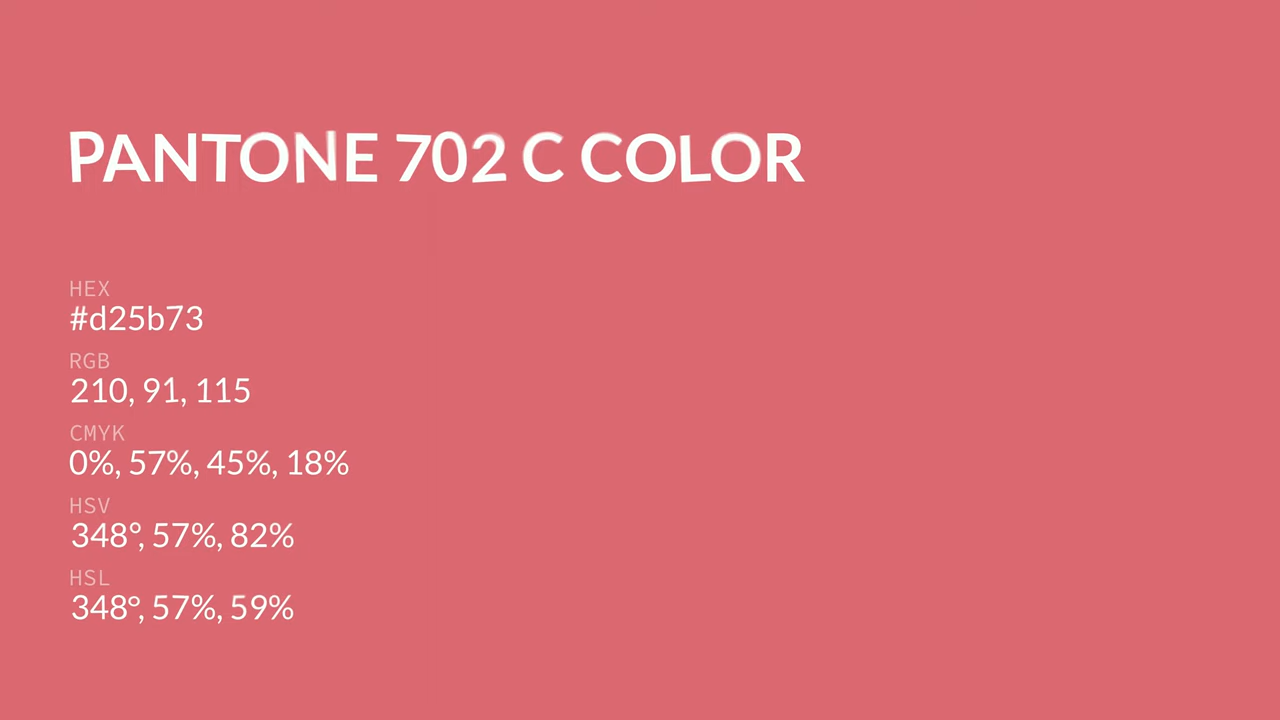 PANTONE 702 C COLOR
HEX
#d25b73
RGB
210, 91, 115
CMYK
0%, 57%, 45%, 18%
HSV
348°, 57%, 82%
HSL
348°, 57%, 59%